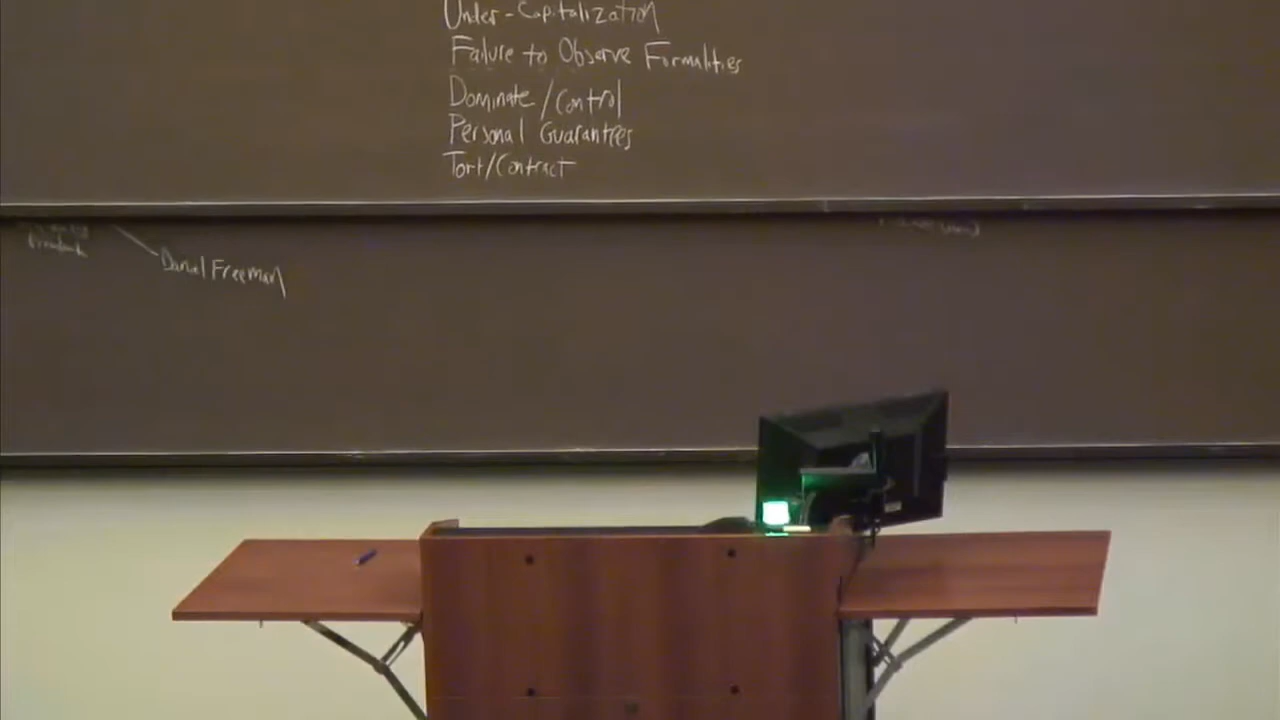 Under-Capitalization
Failure to Observe Formalities
Dominate/Control
Personal Guarantees
Tort/Contract
Daniel Freeman